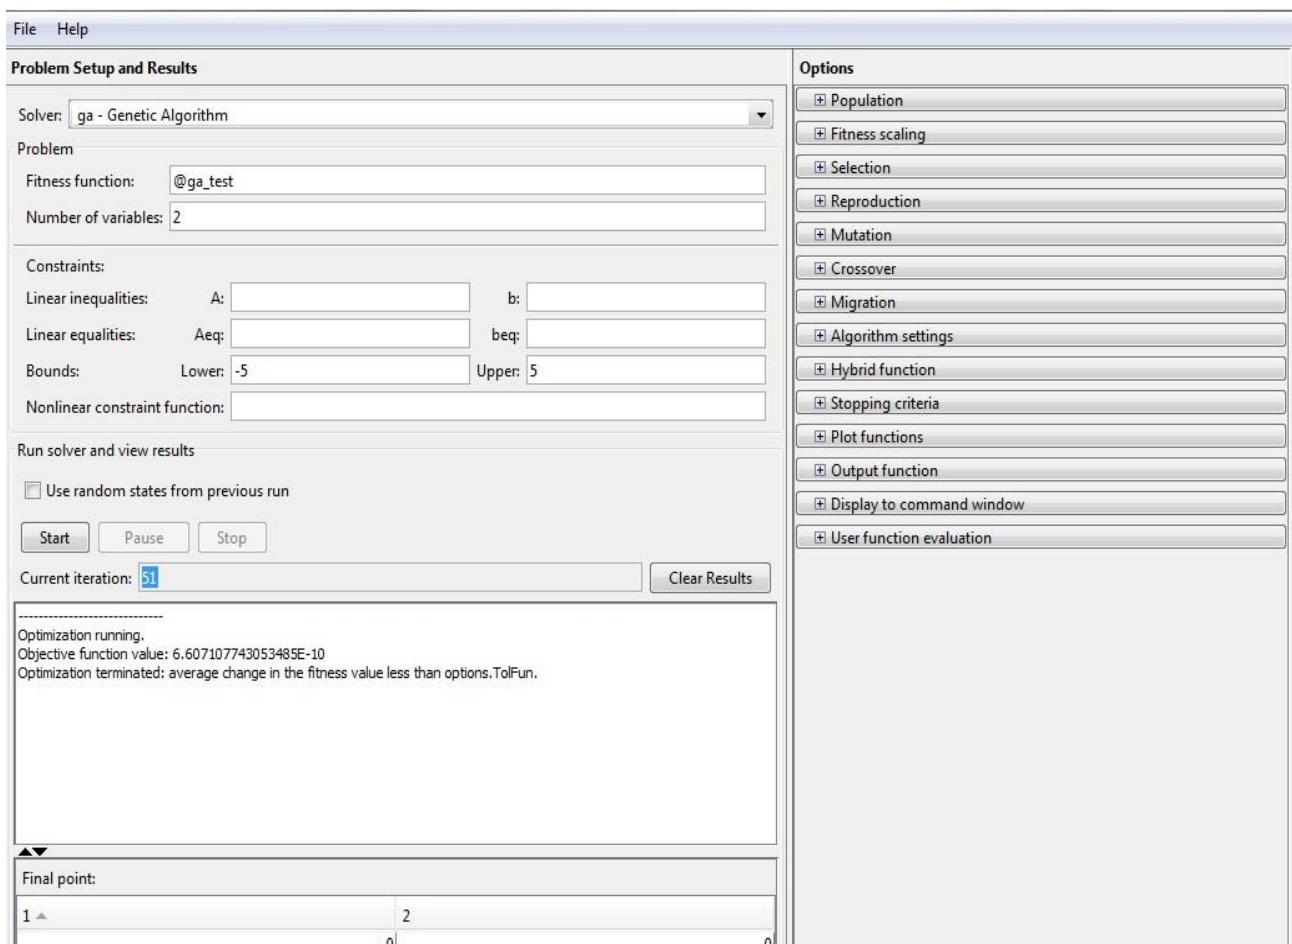 File Help
Problem Setup and Results
Solver: ga - Genetic Algorithm
Problem
Fitness function: @ga_test
Number of variables: 2
Constraints:
Linear inequalities: A: b:
Linear equalities: Aeq: beq:
Bounds: Lower: -5 Upper: 5
Nonlinear constraint function:
Run solver and view results
Use random states from previous run
Start Pause Stop
Current iteration: 51 Clear Results
------------------------------
Optimization running.
Objective function value: 6.607107743053485E-10
Optimization terminated: average change in the fitness value less than options.TolFun.
Final point:
1 2
0 0
Options
Population
Fitness scaling
Selection
Reproduction
Mutation
Crossover
Migration
Algorithm settings
Hybrid function
Stopping criteria
Plot functions
Output function
Display to command window
User function evaluation